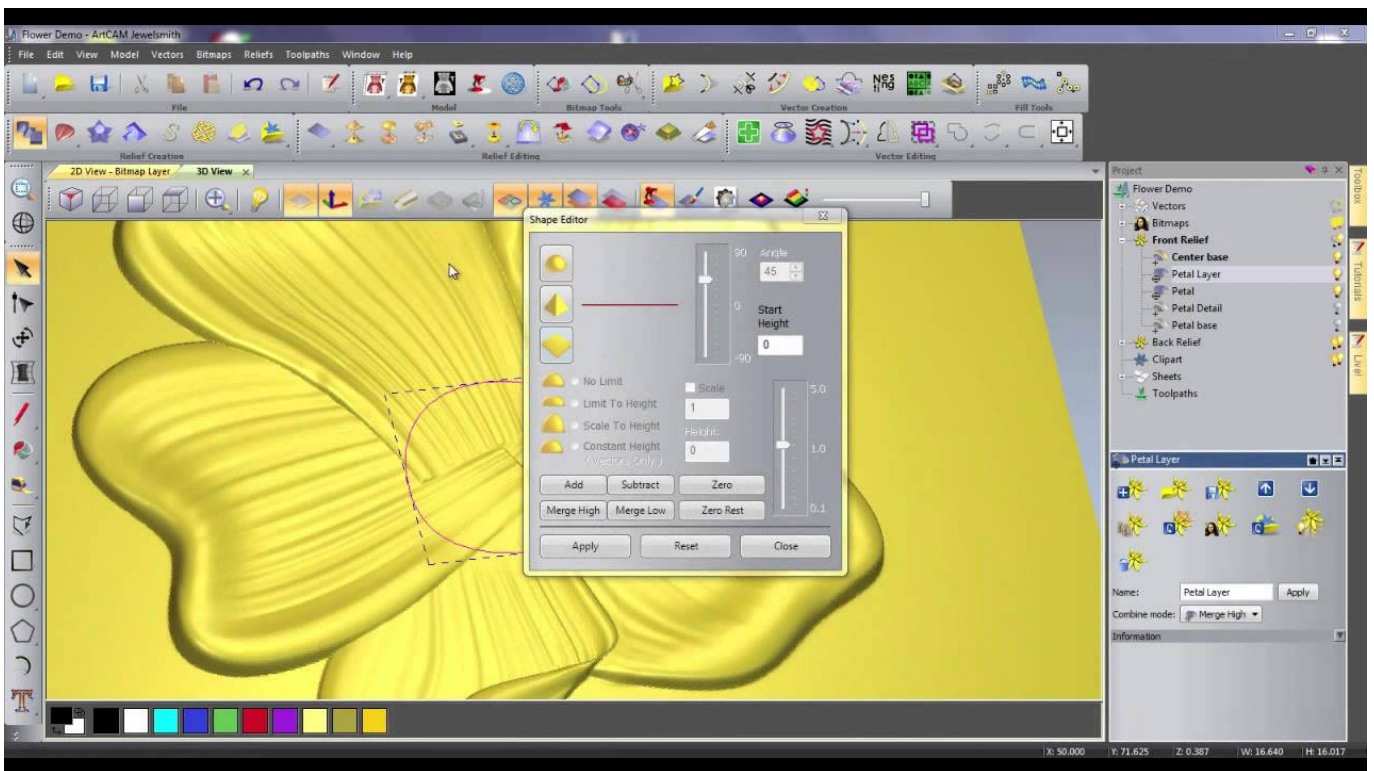 Flower Demo - ArtCAM Jewelsmith
File Edit View Model Vectors Bitmaps Reliefs Toolpaths Window Help
File Model Bitmap Tools Vector Creation Fill Tools
Nes ting
Relief Creation Relief Editing Vector Editing
2D View - Bitmap Layer 3D View
Project
Flower Demo
Vectors
Bitmaps
Front Relief
Center base
Petal Layer
Petal
Petal Detail
Petal base
Back Relief
Clipart
Sheets
Toolpaths
Toolbox
Tutorials
Live!
Shape Editor
90
Angle
45
0
Start
Height
0
-90
No Limit
Limit To Height
Scale To Height
Constant Height
( Vectors Only )
Scale
1
Height:
0
5.0
1.0
0.1
Add Subtract Zero
Merge High Merge Low Zero Rest
Apply Reset Close
Petal Layer
Name: Petal Layer Apply
Combine mode: Merge High
Information
X: 50.000 Y: 71.625 Z: 0.387 W: 16.640 H: 16.017